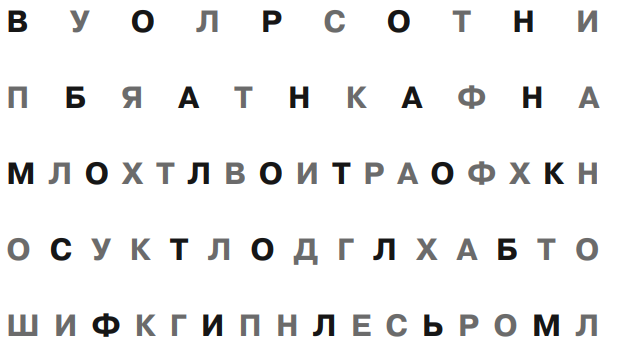 В У О Л Р С О Т Н И
П Б Я А Т Н К А Ф Н А
М Л О Х Т Л В О И Т Р А О Ф Х К Н
О С У К Т Л О Д Г Л Х А Б Т О
Ш И Ф К Г И П Н Л Е С Ь Р О М Л